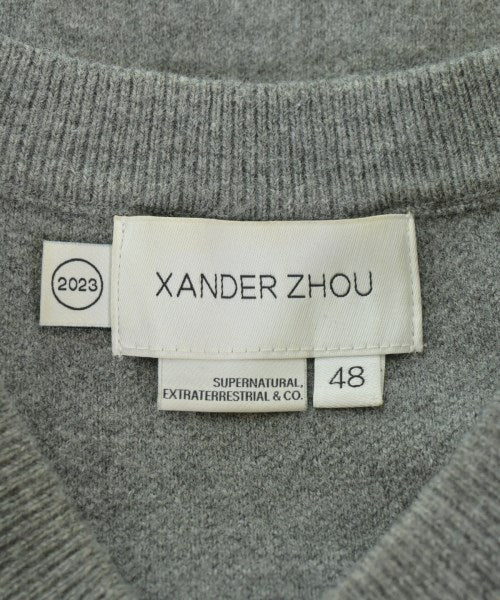 2023
XANDER ZHOU
SUPERNATURAL,
EXTRATERRESTRIAL & CO.
48